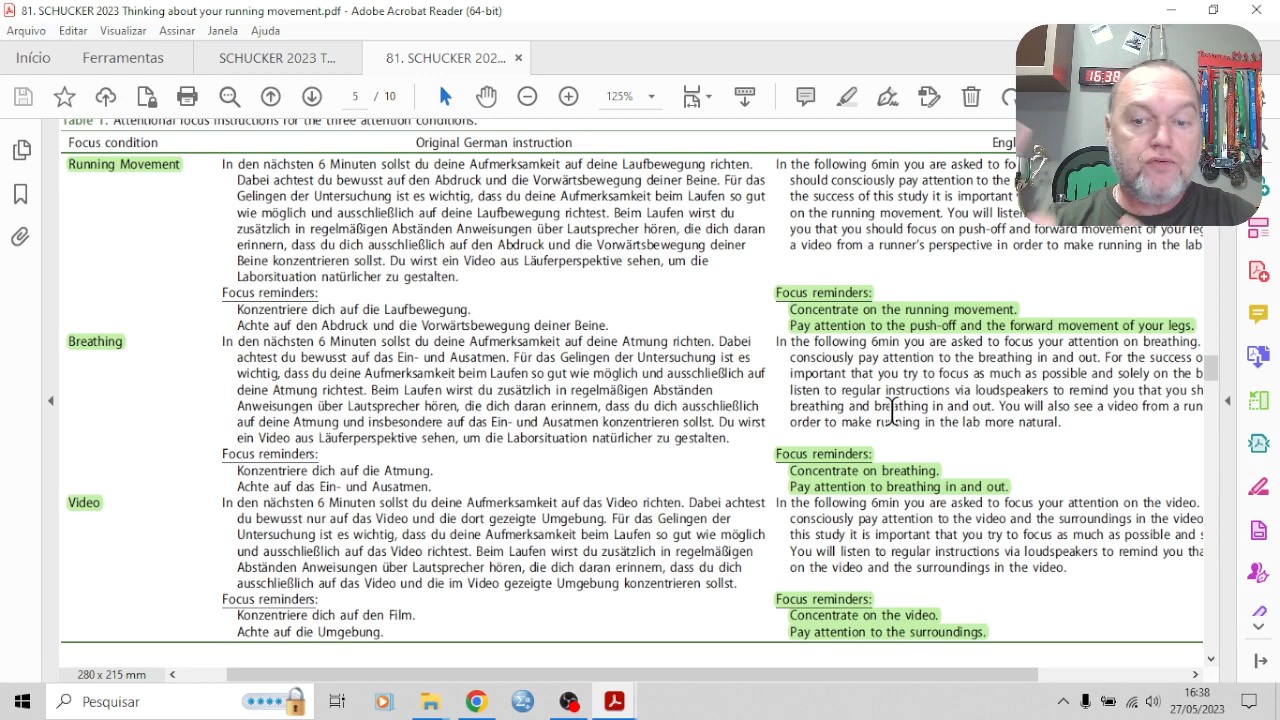 81. SCHUCKER 2023 Thinking about your running movement.pdf - Adobe Acrobat Reader (64-bit)
Arquivo Editar Visualizar Assinar Janela Ajuda
Início Ferramentas SCHUCKER 2023 T... 81. SCHUCKER 202... ×
5 / 10 125%
Table 1. Attentional focus instructions for the three attention conditions.
Focus condition Original German instruction Engl
Running Movement In den nächsten 6 Minuten sollst du deine Aufmerksamkeit auf deine Laufbewegung richten.
Dabei achtest du bewusst auf den Abdruck und die Vorwärtsbewegung deiner Beine. Für das
Gelingen der Untersuchung ist es wichtig, dass du deine Aufmerksamkeit beim Laufen so gut
wie möglich und ausschließlich auf deine Laufbewegung richtest. Beim Laufen wirst du
zusätzlich in regelmäßigen Abständen Anweisungen über Lautsprecher hören, die dich daran
erinnern, dass du dich ausschließlich auf den Abdruck und die Vorwärtsbewegung deiner
Beine konzentrieren sollst. Du wirst ein Video aus Läuferperspektive sehen, um die
Laborsituation natürlicher zu gestalten.
Focus reminders:
Konzentriere dich auf die Laufbewegung.
Achte auf den Abdruck und die Vorwärtsbewegung deiner Beine.
In the following 6min you are asked to fo
should consciously pay attention to the
the success of this study it is important
on the running movement. You will listen
you that you should focus on push-off and forward movement of your leg
a video from a runner's perspective in order to make running in the lab
Focus reminders:
Concentrate on the running movement.
Pay attention to the push-off and the forward movement of your legs.
Breathing In den nächsten 6 Minuten sollst du deine Aufmerksamkeit auf deine Atmung richten. Dabei
achtest du bewusst auf das Ein- und Ausatmen. Für das Gelingen der Untersuchung ist es
wichtig, dass du deine Aufmerksamkeit beim Laufen so gut wie möglich und ausschließlich auf
deine Atmung richtest. Beim Laufen wirst du zusätzlich in regelmäßigen Abständen
Anweisungen über Lautsprecher hören, die dich daran erinnern, dass du dich ausschließlich
auf deine Atmung und insbesondere auf das Ein- und Ausatmen konzentrieren sollst. Du wirst
ein Video aus Läuferperspektive sehen, um die Laborsituation natürlicher zu gestalten.
Focus reminders:
Konzentriere dich auf die Atmung.
Achte auf das Ein- und Ausatmen.
In the following 6min you are asked to focus your attention on breathing.
consciously pay attention to the breathing in and out. For the success o
important that you try to focus as much as possible and solely on the b
listen to regular instructions via loudspeakers to remind you that you sh
breathing and breathing in and out. You will also see a video from a run
order to make running in the lab more natural.
Focus reminders:
Concentrate on breathing.
Pay attention to breathing in and out.
Video In den nächsten 6 Minuten sollst du deine Aufmerksamkeit auf das Video richten. Dabei achtest
du bewusst nur auf das Video und die dort gezeigte Umgebung. Für das Gelingen der
Untersuchung ist es wichtig, dass du deine Aufmerksamkeit beim Laufen so gut wie möglich
und ausschließlich auf das Video richtest. Beim Laufen wirst du zusätzlich in regelmäßigen
Abständen Anweisungen über Lautsprecher hören, die dich daran erinnern, dass du dich
ausschließlich auf das Video und die im Video gezeigte Umgebung konzentrieren sollst.
Focus reminders:
Konzentriere dich auf den Film.
Achte auf die Umgebung.
In the following 6min you are asked to focus your attention on the video.
consciously pay attention to the video and the surroundings in the video
this study it is important that you try to focus as much as possible and s
You will listen to regular instructions via loudspeakers to remind you tha
on the video and the surroundings in the video.
Focus reminders:
Concentrate on the video.
Pay attention to the surroundings.
280 x 215 mm
Pesquisar
16:38
27/05/2023
16:38